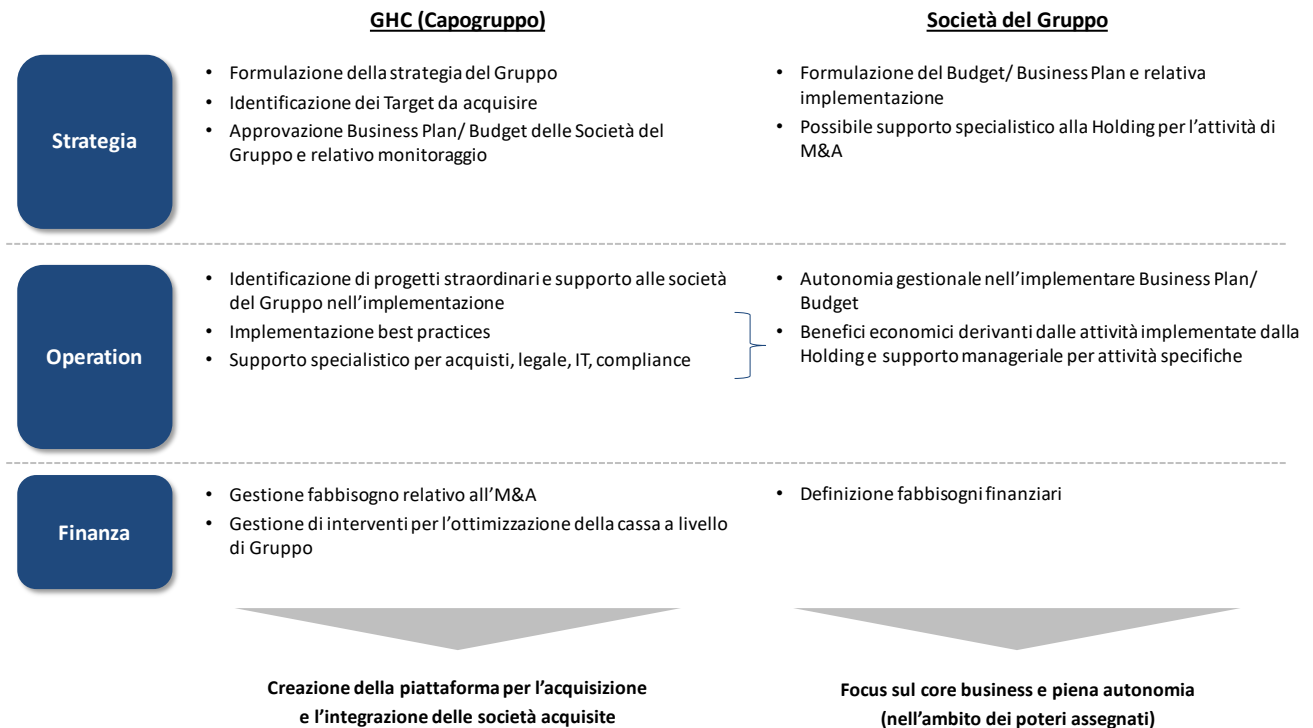 GHC (Capogruppo)
Società del Gruppo
Strategia
• Formulazione della strategia del Gruppo
• Identificazione dei Target da acquisire
• Approvazione Business Plan/ Budget delle Società del
Gruppo e relativo monitoraggio
• Formulazione del Budget/ Business Plan e relativa
implementazione
• Possibile supporto specialistico alla Holding per l'attività di
M&A
Operation
• Identificazione di progetti straordinari e supporto alle società
del Gruppo nell'implementazione
• Implementazione best practices
• Supporto specialistico per acquisti, legale, IT, compliance
• Autonomia gestionale nell'implementare Business Plan/
Budget
• Benefici economici derivanti dalle attività implementate dalla
Holding e supporto manageriale per attività specifiche
Finanza
• Gestione fabbisogno relativo all'M&A
• Gestione di interventi per l'ottimizzazione della cassa a livello
di Gruppo
• Definizione fabbisogni finanziari
Creazione della piattaforma per l'acquisizione
e l'integrazione delle società acquisite
Focus sul core business e piena autonomia
(nell'ambito dei poteri assegnati)